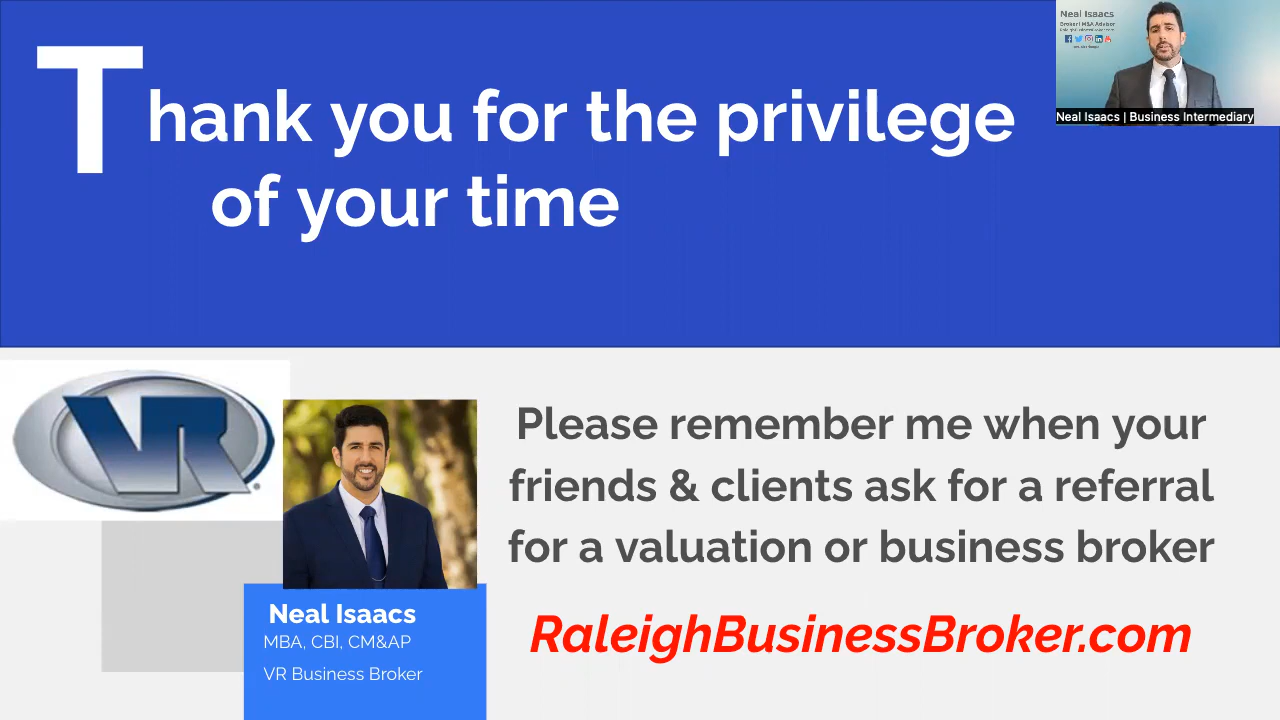 Thank you for the privilege
of your time
Neal Isaacs
Broker | M&A Advisor
Neal Isaacs | Business Intermediary
VR
Please remember me when your
friends & clients ask for a referral
for a valuation or business broker
RaleighBusinessBroker.com
Neal Isaacs
MBA, CBI, CM&AP
VR Business Broker